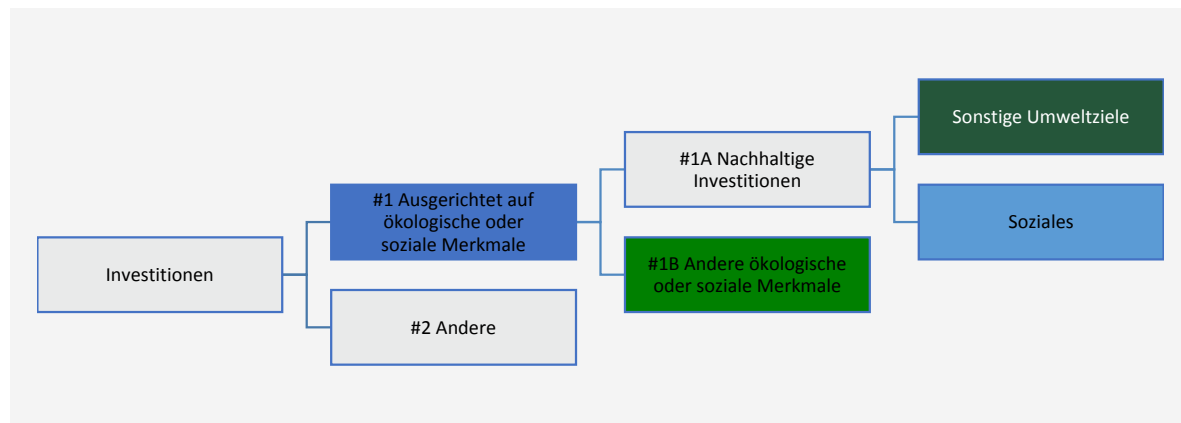 Investitionen
#1 Ausgerichtet auf
ökologische oder
soziale Merkmale
#2 Andere
#1A Nachhaltige
Investitionen
#1B Andere ökologische
oder soziale Merkmale
Sonstige Umweltziele
Soziales